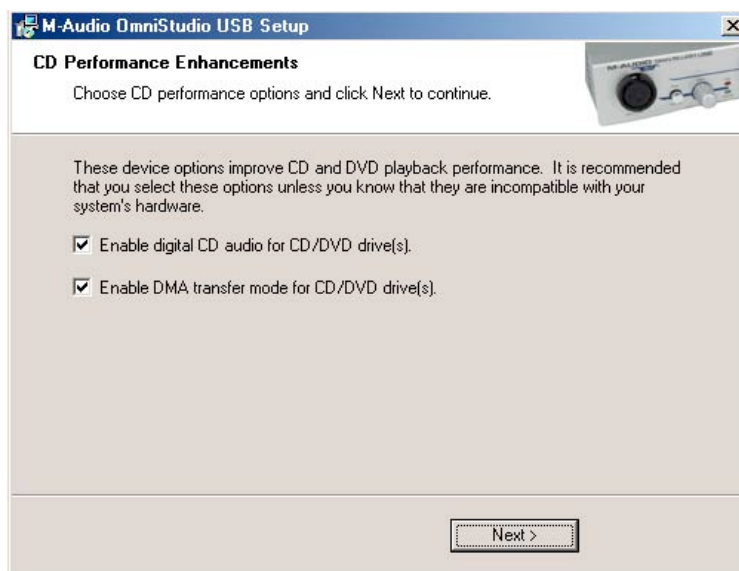 M-Audio OmniStudio USB Setup
CD Performance Enhancements
Choose CD performance options and click Next to continue.
M-AUDIO
These device options improve CD and DVD playback performance. It is recommended
that you select these options unless you know that they are incompatible with your
system's hardware.
Enable digital CD audio for CD/DVD drive(s).
Enable DMA transfer mode for CD/DVD drive(s).
Next >